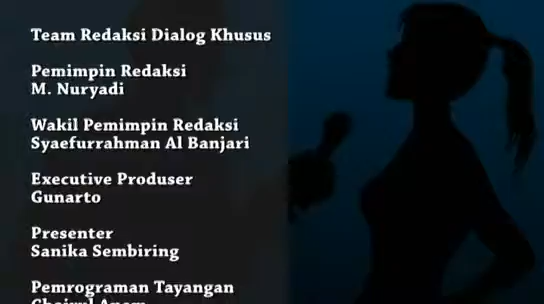 Team Redaksi Dialog Khusus
Pemimpin Redaksi
M. Nuryadi
Wakil Pemimpin Redaksi
Syaefurrahman Al Banjari
Executive Produser
Gunarto
Presenter
Sanika Sembiring
Pemrograman Tayangan